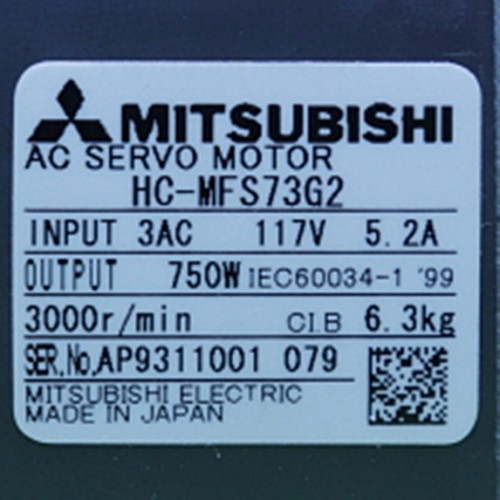 MITSUBISHI
AC SERVO MOTOR
HC-MFS73G2
INPUT 3AC 117V 5.2A
OUTPUT 750W IEC60034-1 '99
3000r/min CI.B 6.3kg
SER.No.AP9311001 079
MITSUBISHI ELECTRIC
MADE IN JAPAN